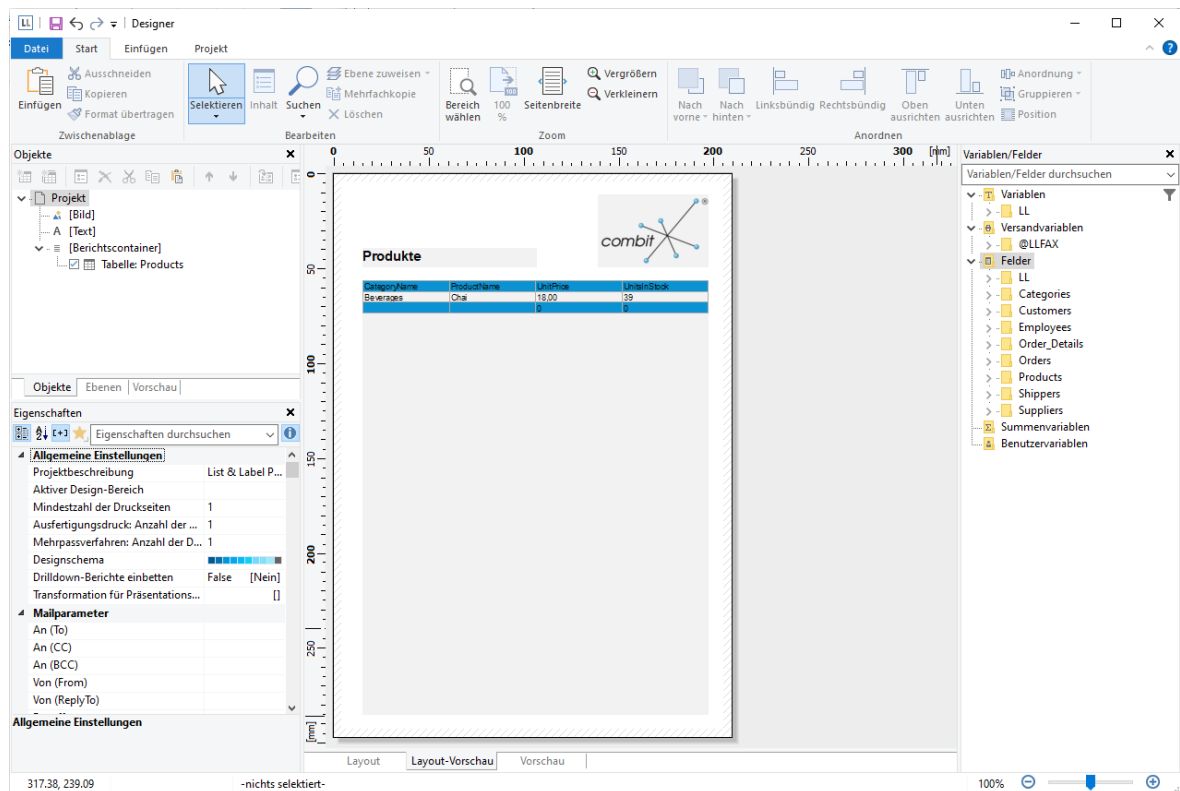 LL Designer
Datei Start Einfügen Projekt
Einfügen
Ausschneiden
Kopieren
Format übertragen
Zwischenablage
Selektieren
Inhalt
Suchen
Ebene zuweisen
Mehrfachkopie
Löschen
Bearbeiten
Bereich wählen
100 %
Seitenbreite
Vergrößern
Verkleinern
Zoom
Nach vorne
Nach hinten
Linksbündig
Rechtsbündig
Oben ausrichten
Unten ausrichten
Anordnung
Gruppieren
Position
Anordnen
Objekte
Projekt
[Bild]
A [Text]
[Berichtscontainer]
Tabelle: Products
Objekte Ebenen Vorschau
Eigenschaften
Eigenschaften durchsuchen
Allgemeine Einstellungen
Projektbeschreibung List & Label P...
Aktiver Design-Bereich
Mindestzahl der Druckseiten 1
Ausfertigungsdruck: Anzahl der ... 1
Mehrpassverfahren: Anzahl der D... 1
Designschema
Drilldown-Berichte einbetten False [Nein]
Transformation für Präsentations... []
Mailparameter
An (To)
An (CC)
An (BCC)
Von (From)
Von (ReplyTo)
Allgemeine Einstellungen
0 50 100 150 200 250 300 [mm]
0
50
100
150
200
250
[mm]
combit
Produkte
CategoryName ProductName UnitPrice UnitsInStock
Beverages Chai 18,00 39
0 0
Layout Layout-Vorschau Vorschau
Variablen/Felder
Variablen/Felder durchsuchen
Variablen
LL
Versandvariablen
@LLFAX
Felder
LL
Categories
Customers
Employees
Order_Details
Orders
Products
Shippers
Suppliers
Summenvariablen
Benutzervariablen
317.38, 239.09 -nichts selektiert- 100%